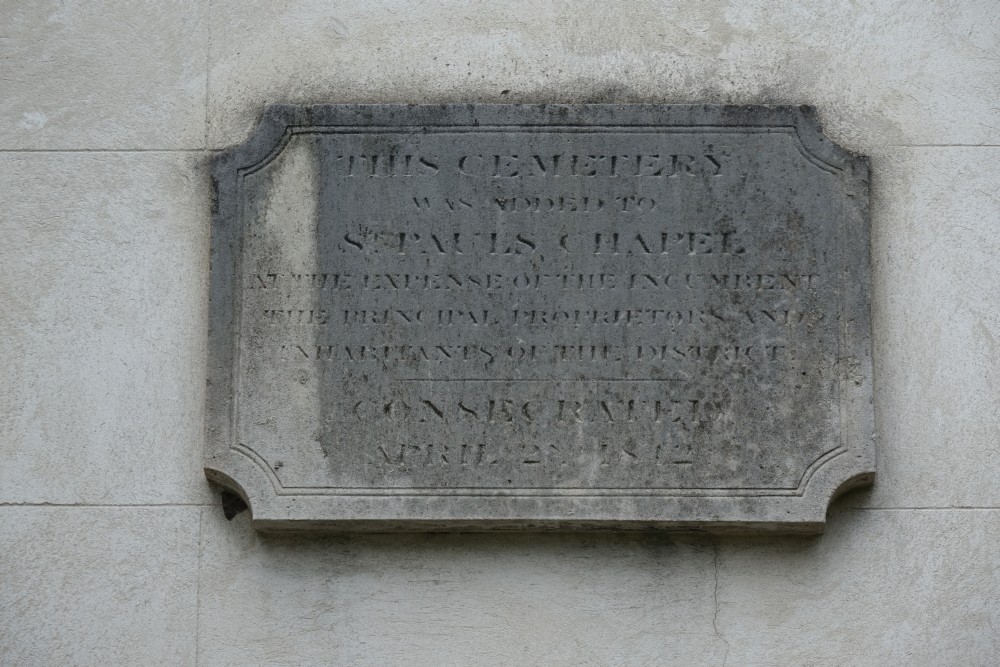 THIS CEMETERY
WAS ADDED TO
ST PAULS CHAPEL
AT THE EXPENSE OF THE INCUMBENT
THE PRINCIPAL PROPRIETORS AND
INHABITANTS OF THE DISTRICT
CONSECRATED
APRIL 28 1842